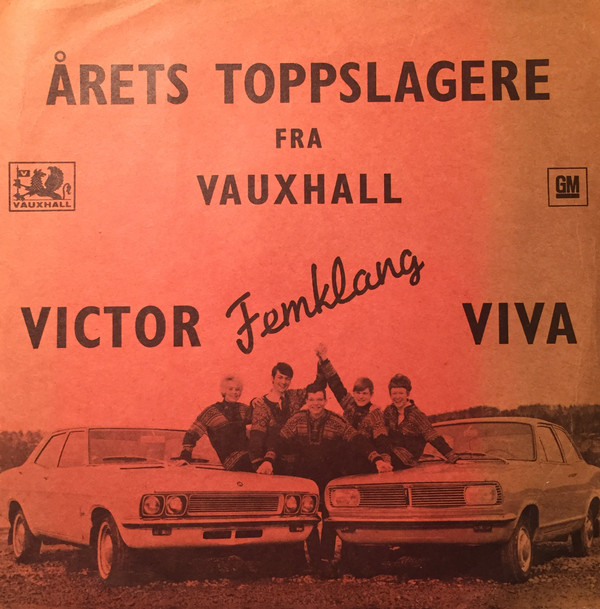 ÅRETS TOPPSLAGERE
FRA
VAUXHALL
VAUXHALL
GM
Femklang
VICTOR
VIVA